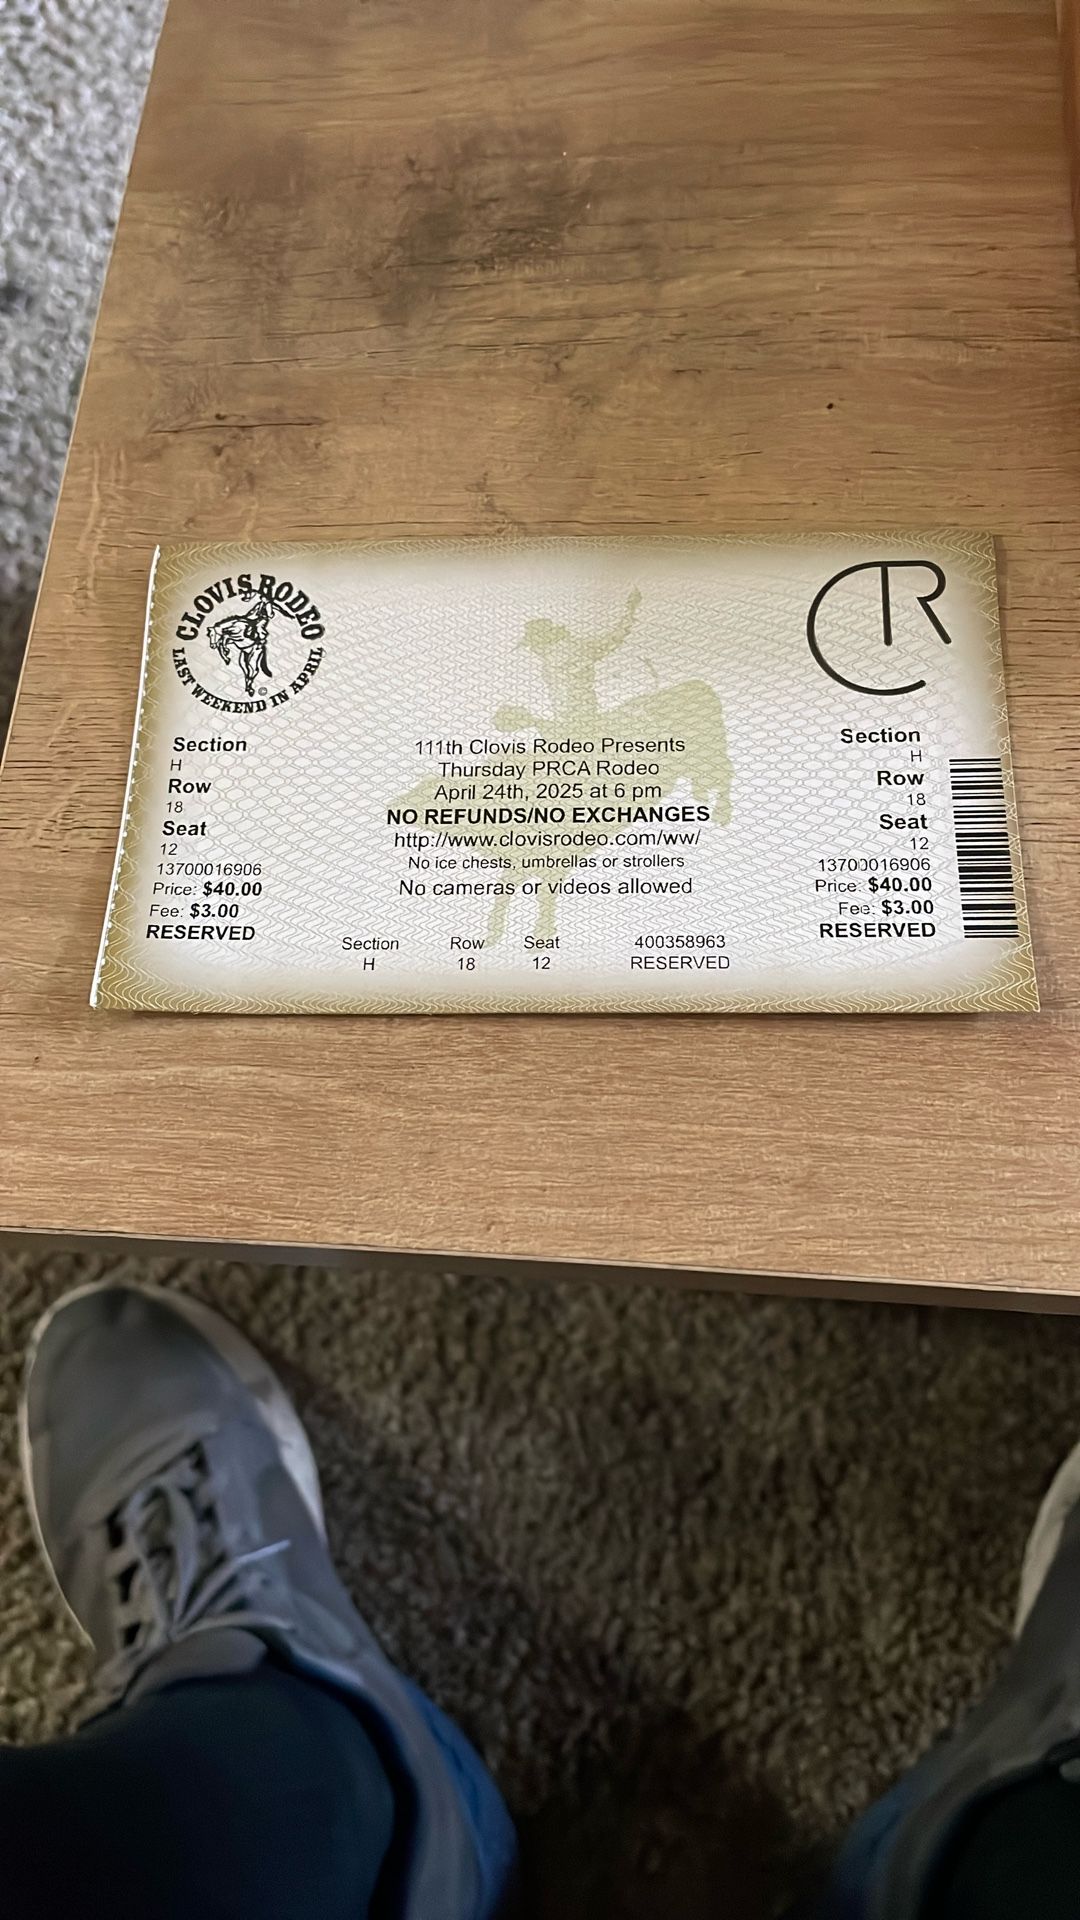 CLOVIS RODEO
LAST WEEKEND IN APRIL
©
CR
Section
H
Row
18
Seat
12
13700016906
Price: $40.00
Fee: $3.00
RESERVED
111th Clovis Rodeo Presents
Thursday PRCA Rodeo
April 24th, 2025 at 6 pm
NO REFUNDS/NO EXCHANGES
http://www.clovisrodeo.com/ww/
No ice chests, umbrellas or strollers
No cameras or videos allowed
Section Row Seat 400358963
H 18 12 RESERVED
Section
H
Row
18
Seat
12
13700016906
Price: $40.00
Fee: $3.00
RESERVED